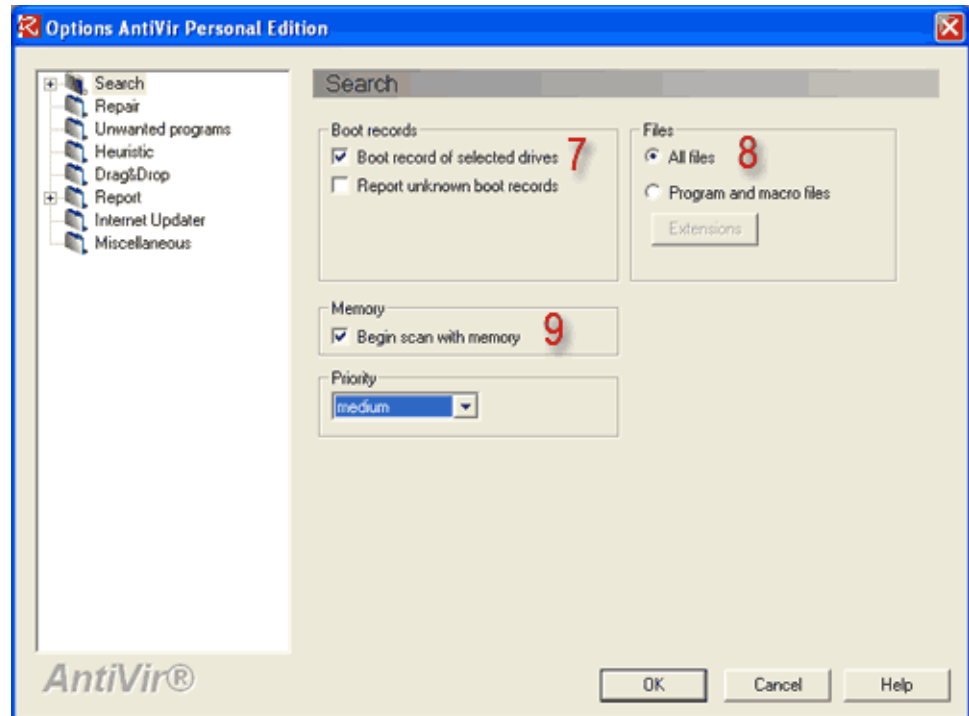 Options AntiVir Personal Edition
Search
Repair
Unwanted programs
Heuristic
Drag&Drop
Report
Internet Updater
Miscellaneous
Search
Boot records
Boot record of selected drives 7
Report unknown boot records
Files
All files 8
Program and macro files
Extensions
Memory
Begin scan with memory 9
Priority
medium
AntiVir®
OK Cancel Help